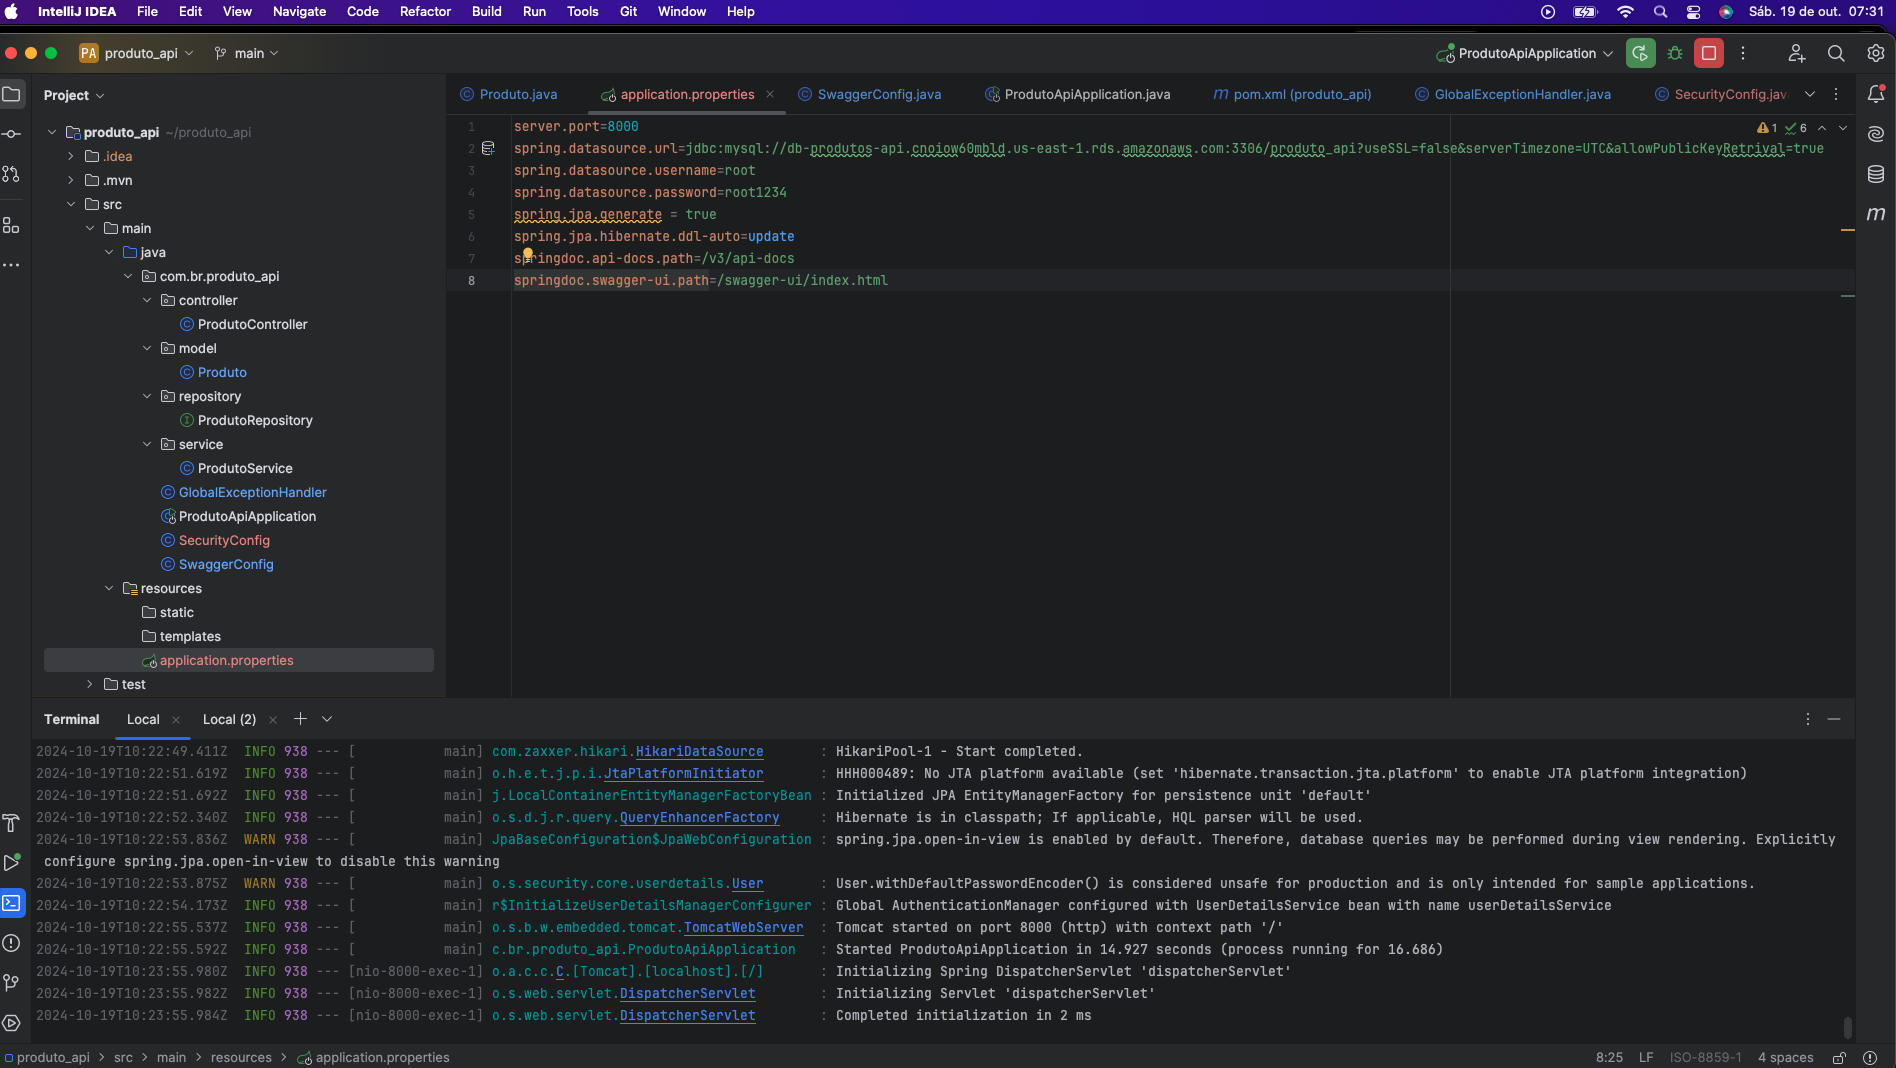 IntelliJ IDEA File Edit View Navigate Code Refactor Build Run Tools Git Window Help Sáb. 19 de out. 07:31
PA produto_api main ProdutoApiApplication
Project
Produto.java application.properties SwaggerConfig.java ProdutoApiApplication.java pom.xml (produto_api) GlobalExceptionHandler.java SecurityConfig.jav
produto_api ~/produto_api
.idea
.mvn
src
main
java
com.br.produto_api
controller
ProdutoController
model
Produto
repository
ProdutoRepository
service
ProdutoService
GlobalExceptionHandler
ProdutoApiApplication
SecurityConfig
SwaggerConfig
resources
static
templates
application.properties
test
1 server.port=8000
2 spring.datasource.url=jdbc:mysql://db-produtos-api.cnoiow60mbld.us-east-1.rds.amazonaws.com:3306/produto_api?useSSL=false&serverTimezone=UTC&allowPublicKeyRetrival=true
3 spring.datasource.username=root
4 spring.datasource.password=root1234
5 spring.jpa.generate = true
6 spring.jpa.hibernate.ddl-auto=update
7 springdoc.api-docs.path=/v3/api-docs
8 springdoc.swagger-ui.path=/swagger-ui/index.html
1 6
Terminal Local Local (2)
2024-10-19T10:22:49.411Z INFO 938 --- [ main] com.zaxxer.hikari.HikariDataSource : HikariPool-1 - Start completed.
2024-10-19T10:22:51.619Z INFO 938 --- [ main] o.h.e.t.j.p.i.JtaPlatformInitiator : HHH000489: No JTA platform available (set 'hibernate.transaction.jta.platform' to enable JTA platform integration)
2024-10-19T10:22:51.692Z INFO 938 --- [ main] j.LocalContainerEntityManagerFactoryBean : Initialized JPA EntityManagerFactory for persistence unit 'default'
2024-10-19T10:22:52.340Z INFO 938 --- [ main] o.s.d.j.r.query.QueryEnhancerFactory : Hibernate is in classpath; If applicable, HQL parser will be used.
2024-10-19T10:22:53.836Z WARN 938 --- [ main] JpaBaseConfiguration$JpaWebConfiguration : spring.jpa.open-in-view is enabled by default. Therefore, database queries may be performed during view rendering. Explicitly
configure spring.jpa.open-in-view to disable this warning
2024-10-19T10:22:53.875Z WARN 938 --- [ main] o.s.security.core.userdetails.User : User.withDefaultPasswordEncoder() is considered unsafe for production and is only intended for sample applications.
2024-10-19T10:22:54.173Z INFO 938 --- [ main] r$InitializeUserDetailsManagerConfigurer : Global AuthenticationManager configured with UserDetailsService bean with name userDetailsService
2024-10-19T10:22:55.537Z INFO 938 --- [ main] o.s.b.w.embedded.tomcat.TomcatWebServer : Tomcat started on port 8000 (http) with context path '/'
2024-10-19T10:22:55.592Z INFO 938 --- [ main] c.br.produto_api.ProdutoApiApplication : Started ProdutoApiApplication in 14.927 seconds (process running for 16.686)
2024-10-19T10:23:55.980Z INFO 938 --- [nio-8000-exec-1] o.a.c.c.C.[Tomcat].[localhost].[/] : Initializing Spring DispatcherServlet 'dispatcherServlet'
2024-10-19T10:23:55.982Z INFO 938 --- [nio-8000-exec-1] o.s.web.servlet.DispatcherServlet : Initializing Servlet 'dispatcherServlet'
2024-10-19T10:23:55.984Z INFO 938 --- [nio-8000-exec-1] o.s.web.servlet.DispatcherServlet : Completed initialization in 2 ms
produto_api > src > main > resources > application.properties 8:25 LF ISO-8859-1 4 spaces